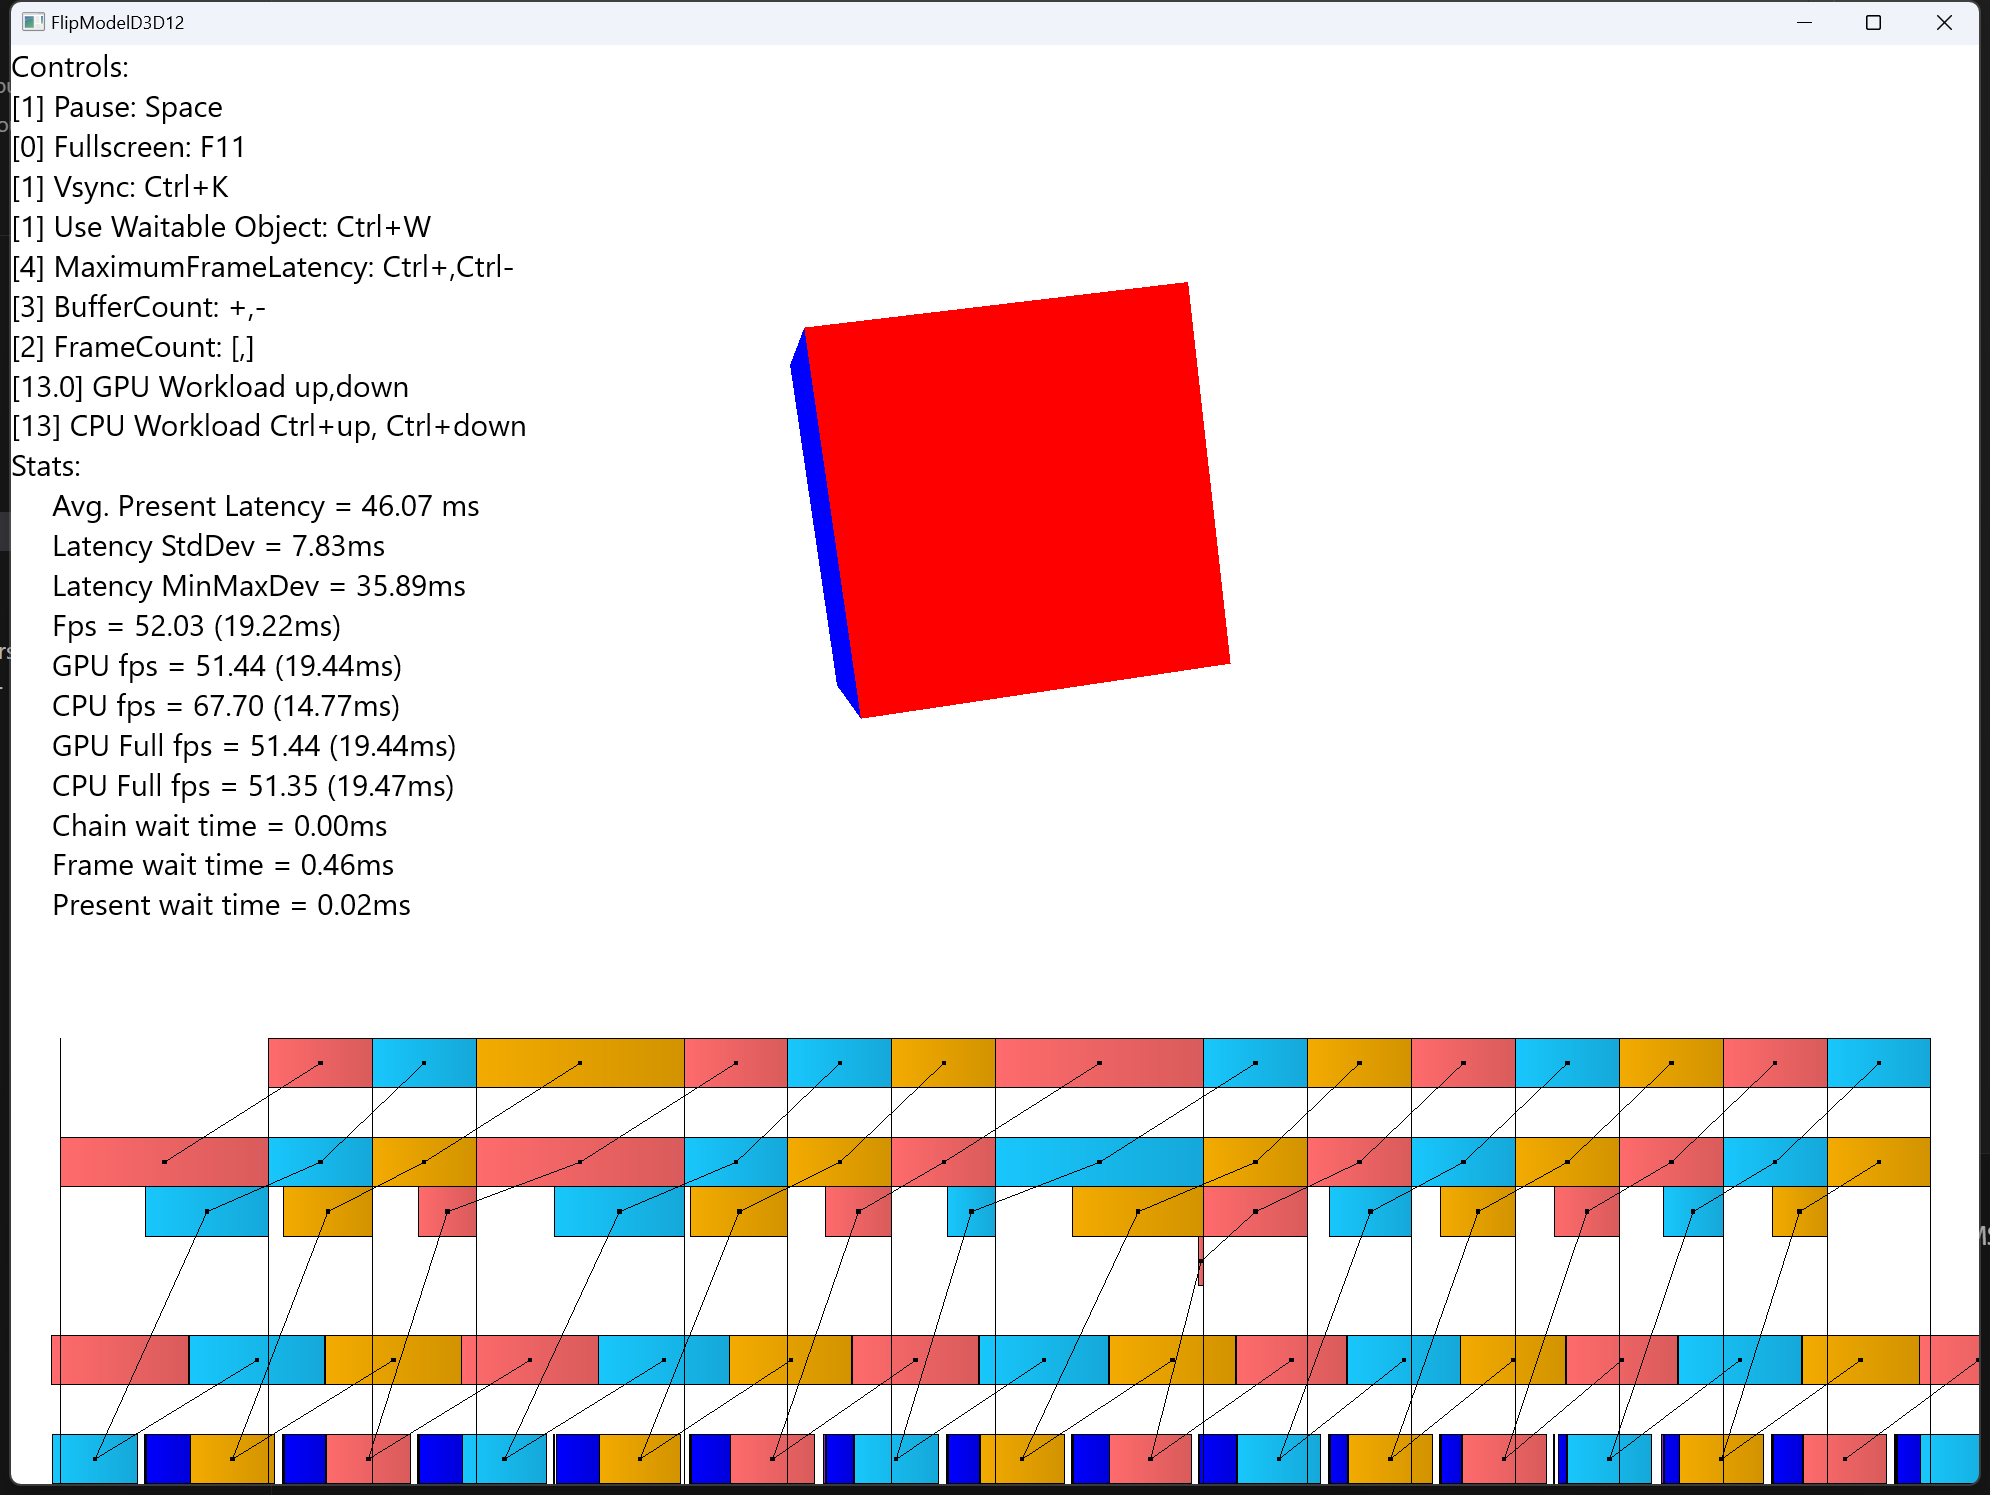 FlipModelD3D12
Controls:
[1] Pause: Space
[0] Fullscreen: F11
[1] Vsync: Ctrl+K
[1] Use Waitable Object: Ctrl+W
[4] MaximumFrameLatency: Ctrl+,Ctrl-
[3] BufferCount: +,-
[2] FrameCount: [,]
[13.0] GPU Workload up,down
[13] CPU Workload Ctrl+up, Ctrl+down
Stats:
Avg. Present Latency = 46.07 ms
Latency StdDev = 7.83ms
Latency MinMaxDev = 35.89ms
Fps = 52.03 (19.22ms)
GPU fps = 51.44 (19.44ms)
CPU fps = 67.70 (14.77ms)
GPU Full fps = 51.44 (19.44ms)
CPU Full fps = 51.35 (19.47ms)
Chain wait time = 0.00ms
Frame wait time = 0.46ms
Present wait time = 0.02ms